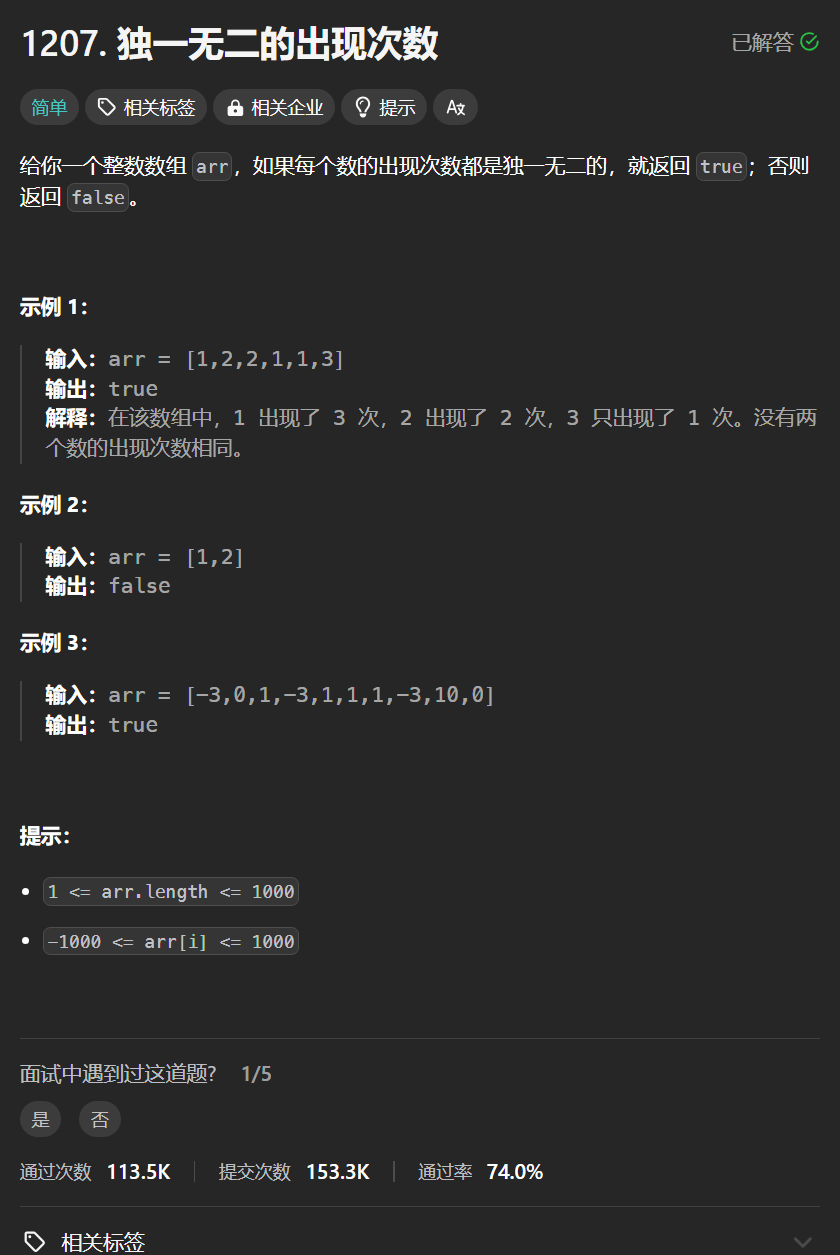 1207. 独一无二的出现次数
已解答
简单 相关标签 相关企业 提示 A文
给你一个整数数组 arr，如果每个数的出现次数都是独一无二的，就返回 true；否则
返回 false。
示例 1：
输入：arr = [1,2,2,1,1,3]
输出：true
解释：在该数组中，1 出现了 3 次，2 出现了 2 次，3 只出现了 1 次。没有两
个数的出现次数相同。
示例 2：
输入：arr = [1,2]
输出：false
示例 3：
输入：arr = [-3,0,1,-3,1,1,1,-3,10,0]
输出：true
提示：
1 <= arr.length <= 1000
-1000 <= arr[i] <= 1000
面试中遇到过这道题? 1/5
是 否
通过次数 113.5K 提交次数 153.3K 通过率 74.0%
相关标签